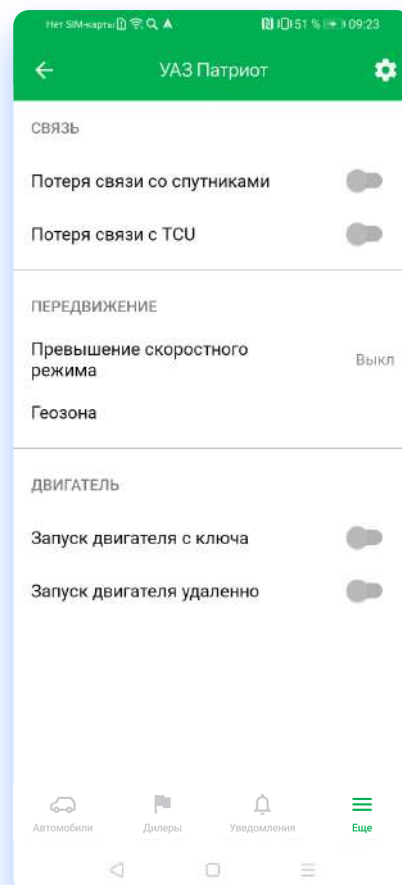 Нет SIM-карты 51 % 09:23
УАЗ Патриот
СВЯЗЬ
Потеря связи со спутниками
Потеря связи с TCU
ПЕРЕДВИЖЕНИЕ
Превышение скоростного
режима
Выкл
Геозона
ДВИГАТЕЛЬ
Запуск двигателя с ключа
Запуск двигателя удаленно
Автомобили Дилеры Уведомления Еще